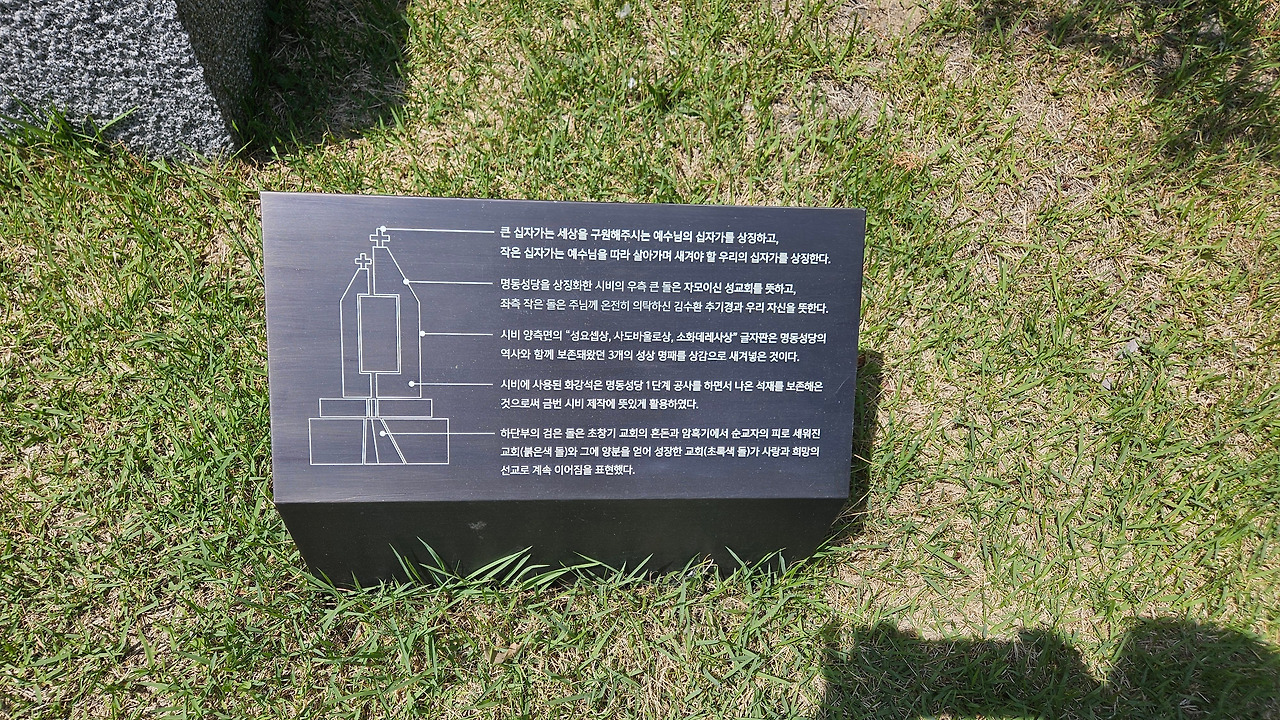 큰 십자가는 세상을 구원해주시는 예수님의 십자가를 상징하고,
작은 십자가는 예수님을 따라 살아가며 새겨야 할 우리의 십자가를 상징한다.
명동성당을 상징화한 시비의 우측 큰 돌은 자모이신 성교회를 뜻하고,
좌측 작은 돌은 주님께 온전히 의탁하신 김수환 추기경과 우리 자신을 뜻한다.
시비 양측면의 "성요셉상, 사도바울로상, 소화데레사상" 글자판은 명동성당의
역사와 함께 보존돼왔던 3개의 성상 명패를 상감으로 새겨넣은 것이다.
시비에 사용된 화강석은 명동성당 1단계 공사를 하면서 나온 석재를 보존해온
것으로써 금번 시비 제작에 뜻있게 활용하였다.
하단부의 검은 돌은 초창기 교회의 혼돈과 암흑기에서 순교자의 피로 세워진
교회(붉은색 돌)와 그에 양분을 얻어 성장한 교회(초록색 돌)가 사랑과 희망의
선교로 계속 이어짐을 표현했다.